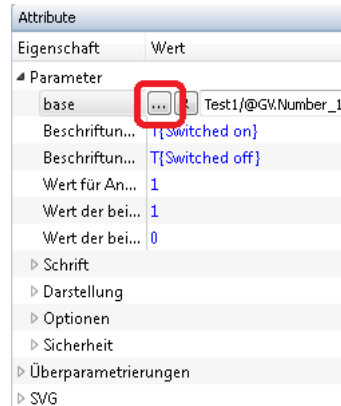 Attribute
Eigenschaft Wert
Parameter
base ... Test1/@GV.Number_1
Beschriftun... T{Switched on}
Beschriftun... T{Switched off}
Wert für An... 1
Wert der bei... 1
Wert der bei... 0
Schrift
Darstellung
Optionen
Sicherheit
Überparametrierungen
SVG